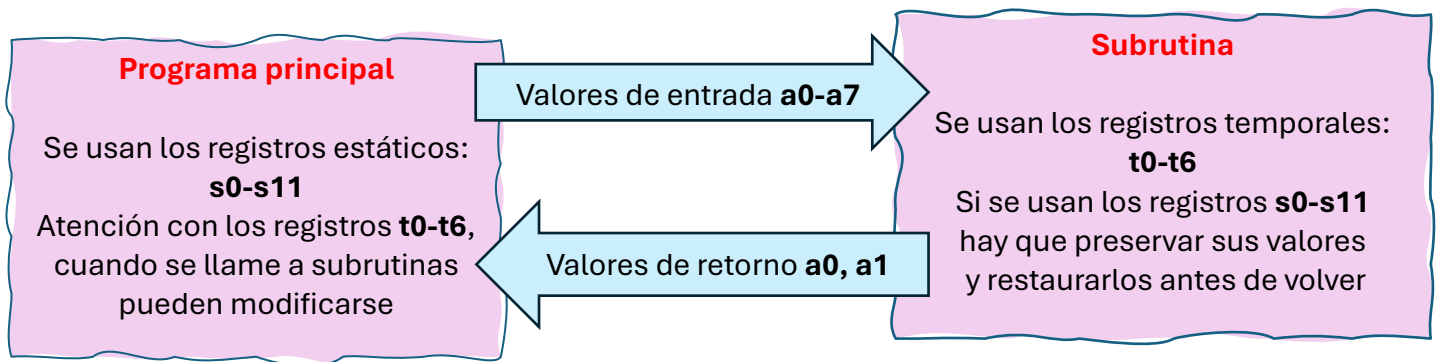 Programa principal
Se usan los registros estáticos:
s0-s11
Atención con los registros t0-t6,
cuando se llame a subrutinas
pueden modificarse
Valores de entrada a0-a7
Valores de retorno a0, a1
Subrutina
Se usan los registros temporales:
t0-t6
Si se usan los registros s0-s11
hay que preservar sus valores
y restaurarlos antes de volver